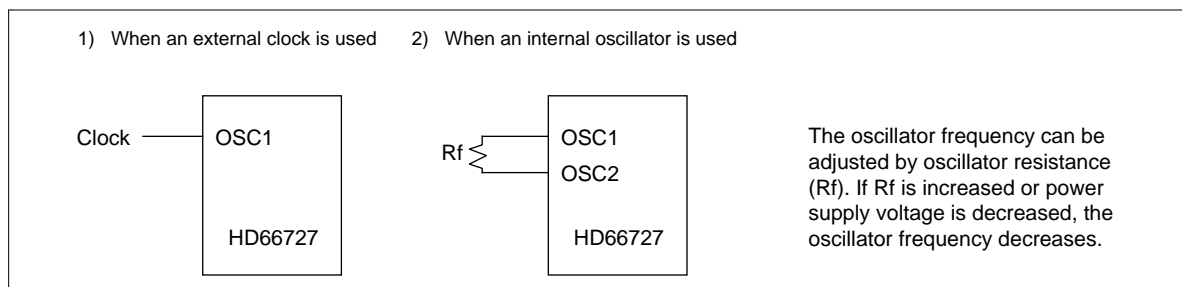 1) When an external clock is used
2) When an internal oscillator is used
Clock
OSC1
HD66727
Rf
OSC1
OSC2
HD66727
The oscillator frequency can be
adjusted by oscillator resistance
(Rf). If Rf is increased or power
supply voltage is decreased, the
oscillator frequency decreases.